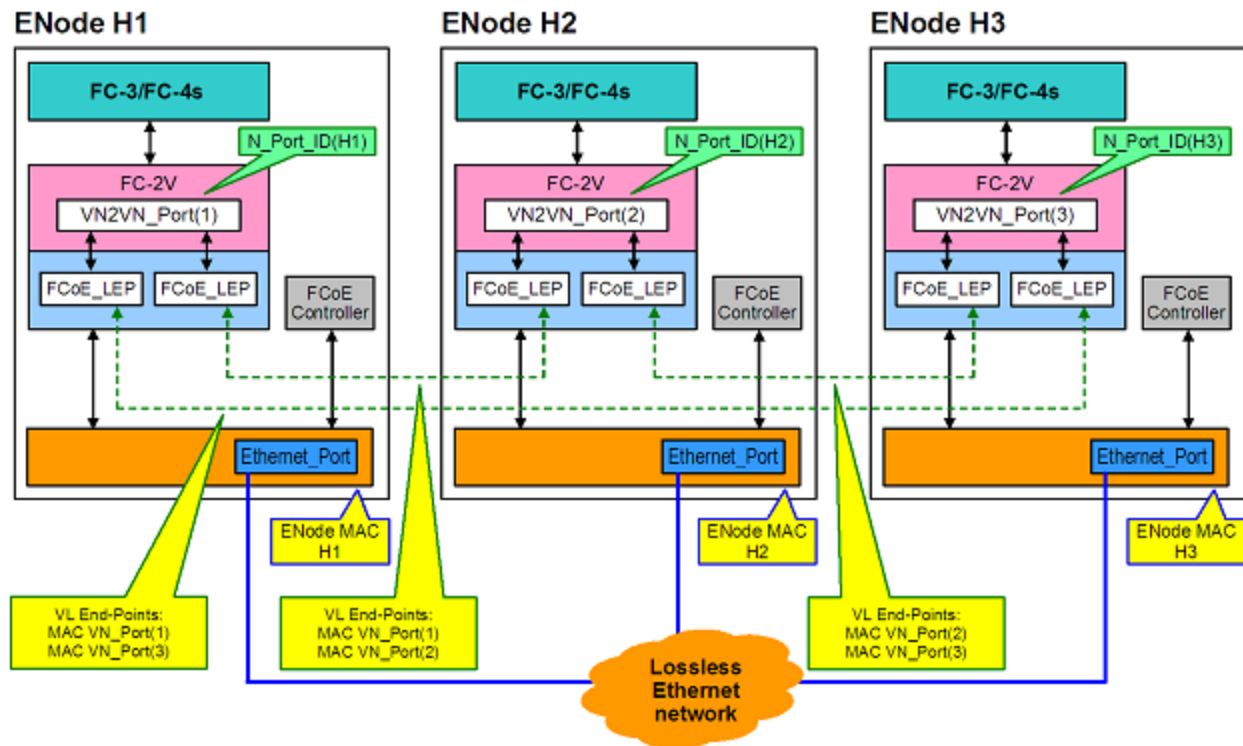 ENode H1
ENode H2
ENode H3
FC-3/FC-4s
FC-3/FC-4s
FC-3/FC-4s
N_Port_ID(H1)
N_Port_ID(H2)
N_Port_ID(H3)
FC-2V
FC-2V
FC-2V
VN2VN_Port(1)
VN2VN_Port(2)
VN2VN_Port(3)
FCoE_LEP
FCoE_LEP
FCoE
Controller
FCoE_LEP
FCoE_LEP
FCoE
Controller
FCoE_LEP
FCoE_LEP
FCoE
Controller
Ethernet_Port
Ethernet_Port
Ethernet_Port
ENode MAC
H1
ENode MAC
H2
ENode MAC
H3
VL End-Points:
MAC VN_Port(1)
MAC VN_Port(3)
VL End-Points:
MAC VN_Port(1)
MAC VN_Port(2)
VL End-Points:
MAC VN_Port(2)
MAC VN_Port(3)
Lossless
Ethernet
network